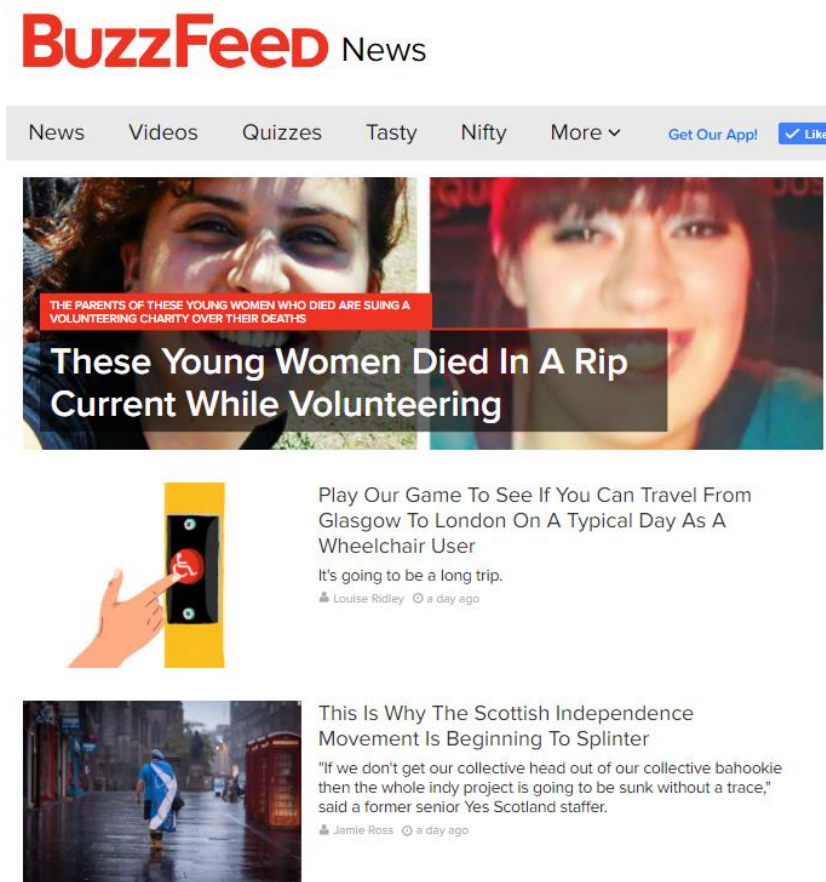 BuzzFeed News
News Videos Quizzes Tasty Nifty More Get Our App! Like
THE PARENTS OF THESE YOUNG WOMEN WHO DIED ARE SUING A
VOLUNTEERING CHARITY OVER THEIR DEATHS
These Young Women Died In A Rip
Current While Volunteering
Play Our Game To See If You Can Travel From
Glasgow To London On A Typical Day As A
Wheelchair User
It's going to be a long trip.
Louise Ridley a day ago
This Is Why The Scottish Independence
Movement Is Beginning To Splinter
"If we don't get our collective head out of our collective bahookie
then the whole indy project is going to be sunk without a trace,"
said a former senior Yes Scotland staffer.
Jamie Ross a day ago